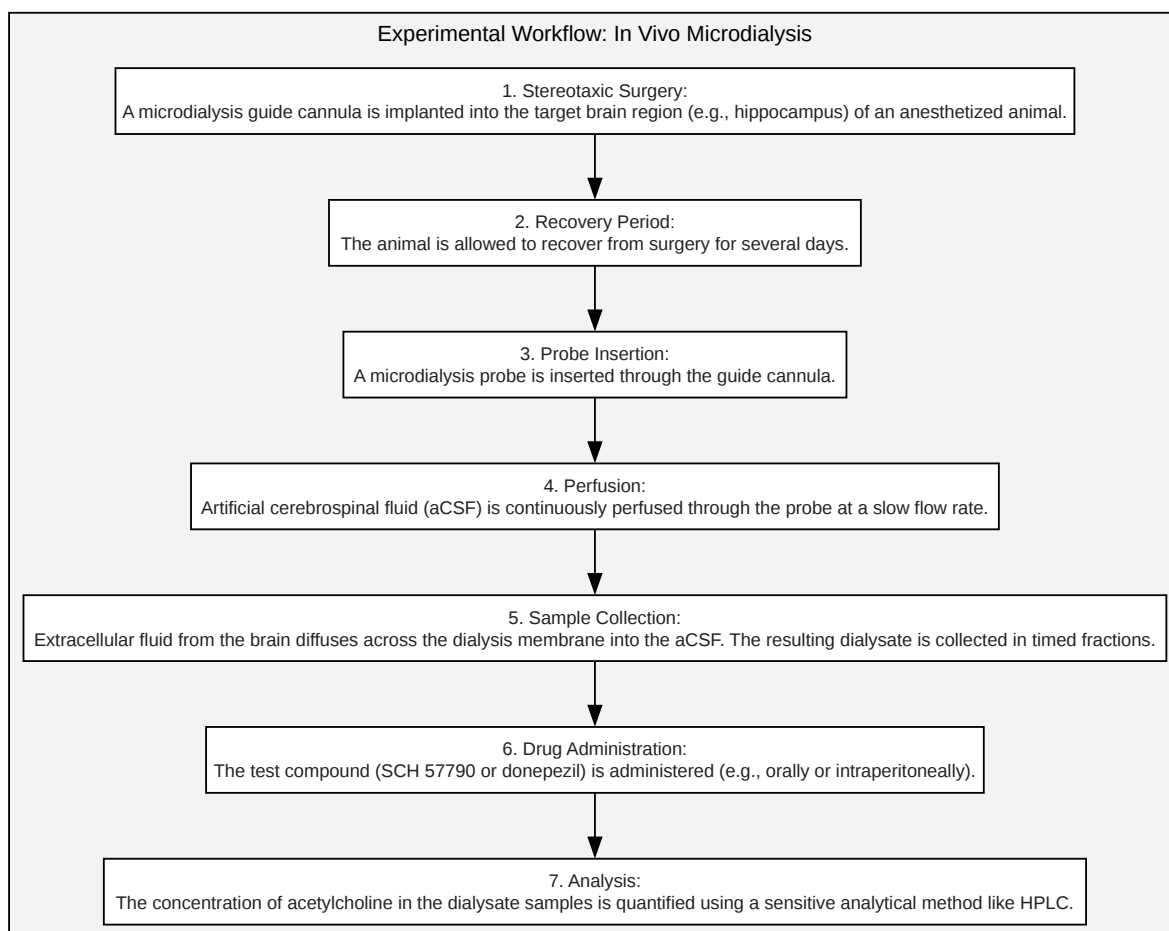 Experimental Workflow: In Vivo Microdialysis
1. Stereotaxic Surgery:
A microdialysis guide cannula is implanted into the target brain region (e.g., hippocampus) of an anesthetized animal.
2. Recovery Period:
The animal is allowed to recover from surgery for several days.
3. Probe Insertion:
A microdialysis probe is inserted through the guide cannula.
4. Perfusion:
Artificial cerebrospinal fluid (aCSF) is continuously perfused through the probe at a slow flow rate.
5. Sample Collection:
Extracellular fluid from the brain diffuses across the dialysis membrane into the aCSF. The resulting dialysate is collected in timed fractions.
6. Drug Administration:
The test compound (SCH 57790 or donepezil) is administered (e.g., orally or intraperitoneally).
7. Analysis:
The concentration of acetylcholine in the dialysate samples is quantified using a sensitive analytical method like HPLC.